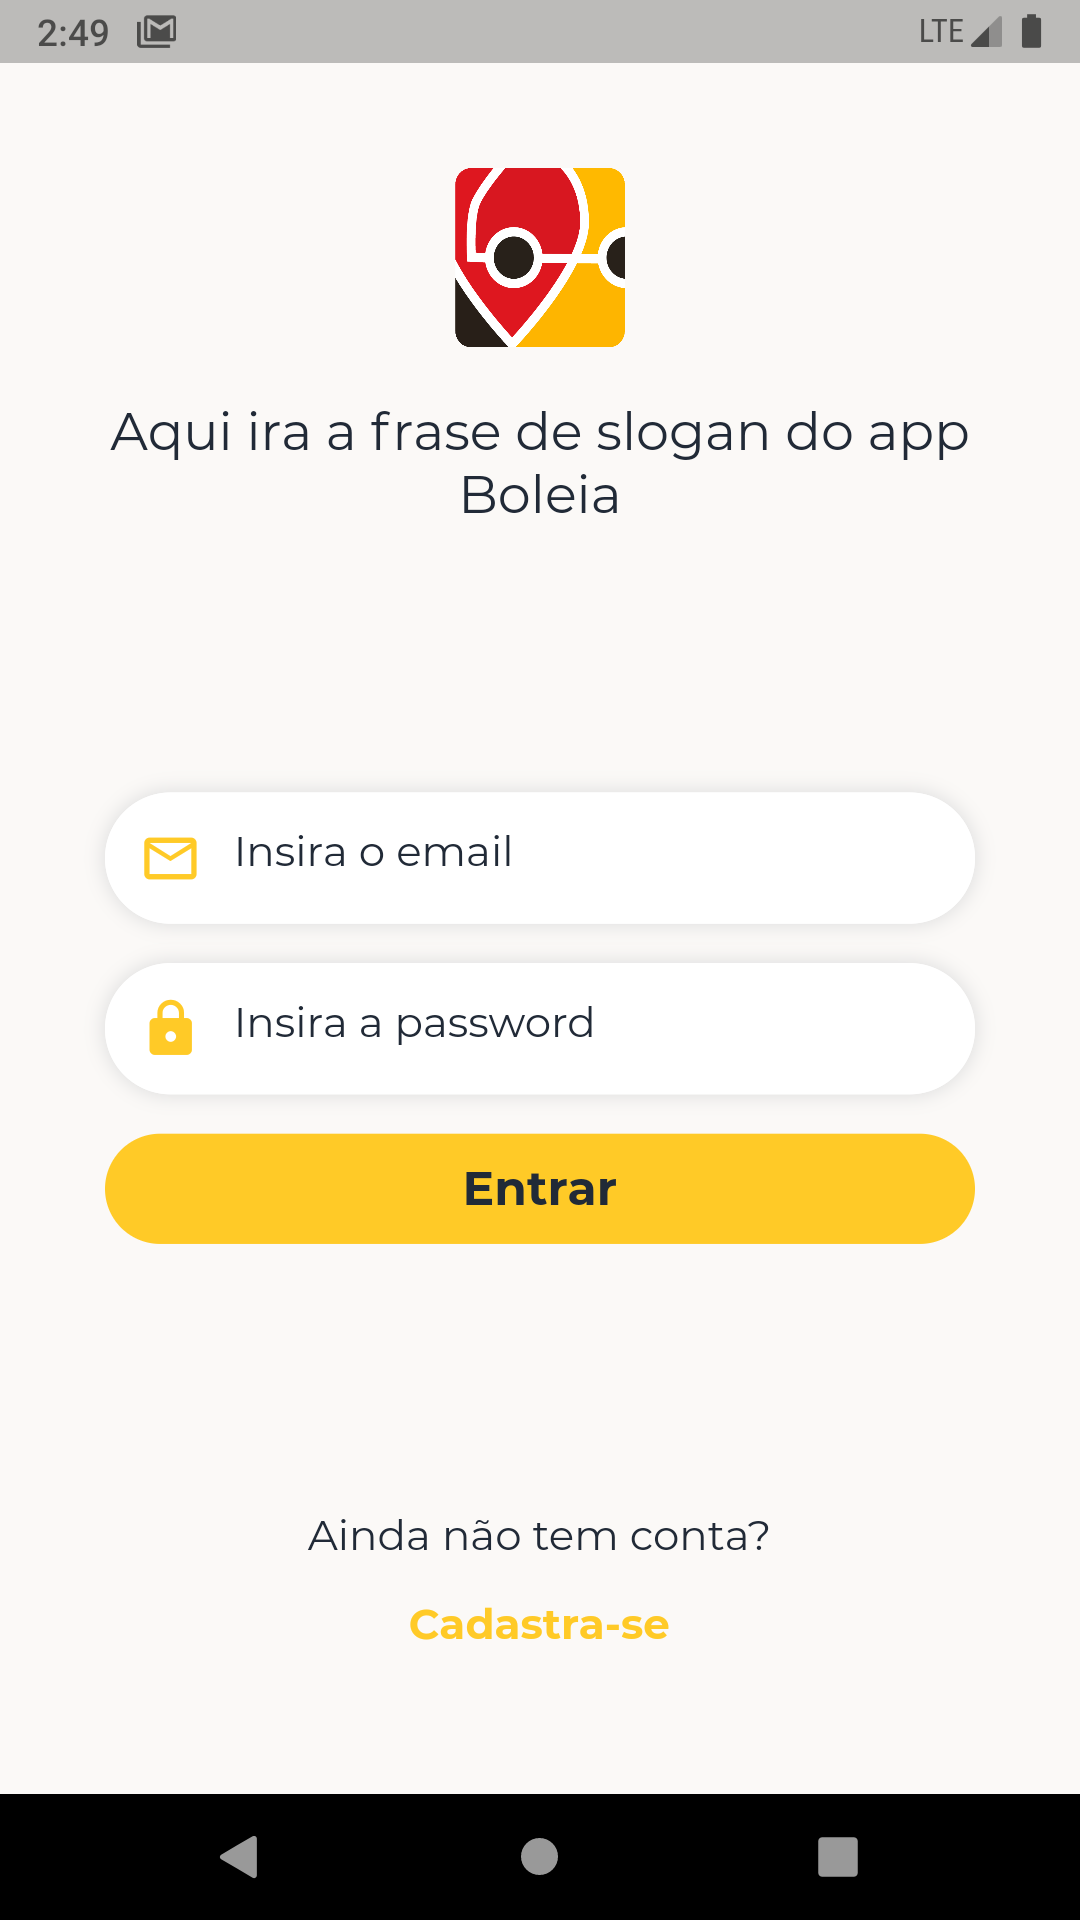 2:49 LTE
Aqui ira a frase de slogan do app
Boleia
Insira o email
Insira a password
Entrar
Ainda não tem conta?
Cadastra-se